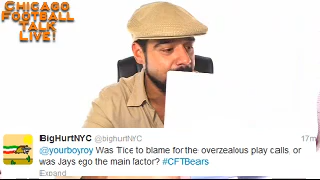 CHICAGO
FOOTBALL
TALK
LIVE!
BigHurtNYC @bighurtNYC 17m
@yourboyroy Was Tice to blame for the overzealous play calls, or
was Jays ego the main factor? #CFTBears
Expand